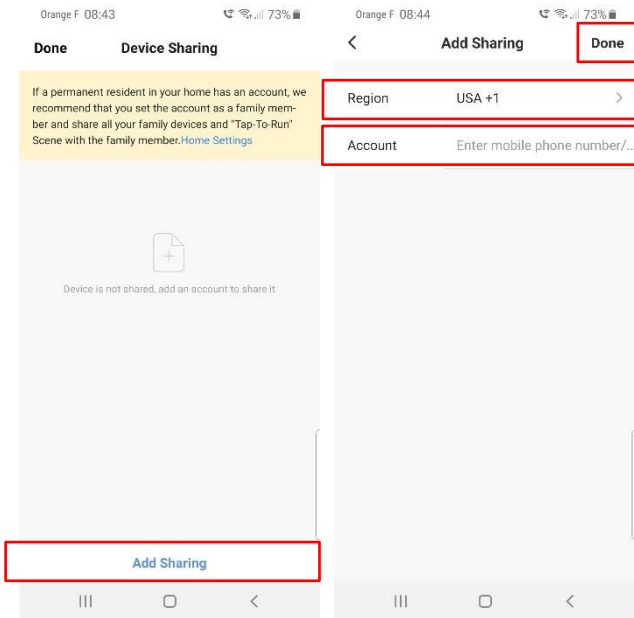 Orange F 08:43
73%
Done
Device Sharing
If a permanent resident in your home has an account, we
recommend that you set the account as a family mem-
ber and share all your family devices and "Tap-To-Run"
Scene with the family member.Home Settings
Device is not shared, add an account to share it
Add Sharing
Orange F 08:44
73%
Add Sharing
Done
Region
USA +1
Account
Enter mobile phone number/...